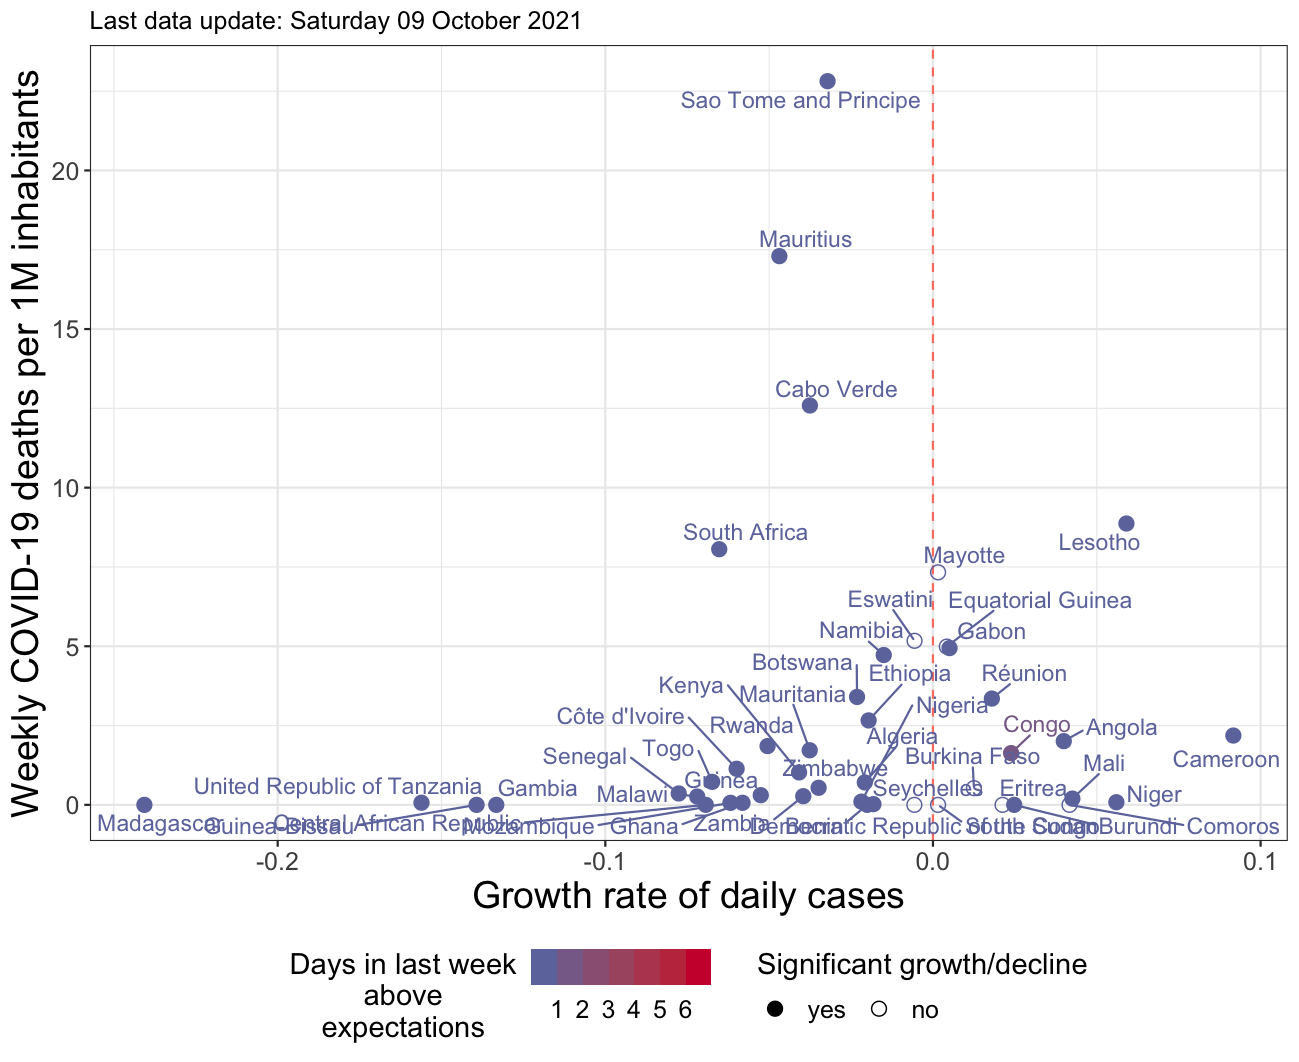 Last data update: Saturday 09 October 2021
Weekly COVID-19 deaths per 1M inhabitants
20
15
10
5
0
Sao Tome and Principe
Mauritius
Cabo Verde
South Africa
Lesotho
Mayotte
Eswatini
Equatorial Guinea
Namibia
Gabon
Botswana
Ethiopia
Réunion
Kenya
Mauritania
Nigeria
Côte d'Ivoire
Rwanda
Congo
Angola
Algeria
Togo
Senegal
Burkina Faso
Cameroon
Mali
Zimbabwe
Guinea
United Republic of Tanzania
Gambia
Malawi
Seychelles
Eritrea
Niger
Madagascar
Guinea-Bissau
Central African Republic
Mozambique
Ghana
Zambia
Democratic Republic of the Congo
Benin
South Sudan
Burundi
Comoros
-0.2
-0.1
0.0
0.1
Growth rate of daily cases
Days in last week
above
expectations
1 2 3 4 5 6
Significant growth/decline
yes
no